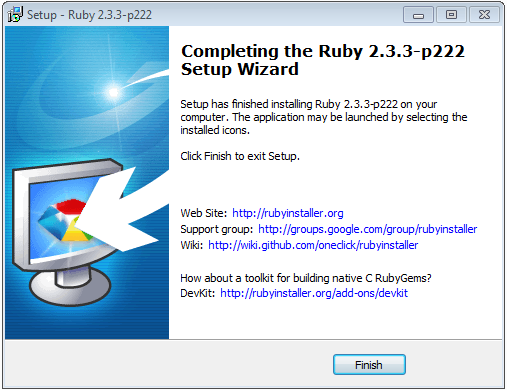 Setup - Ruby 2.3.3-p222
Completing the Ruby 2.3.3-p222
Setup Wizard
Setup has finished installing Ruby 2.3.3-p222 on your
computer. The application may be launched by selecting the
installed icons.
Click Finish to exit Setup.
Web Site: http://rubyinstaller.org
Support group: http://groups.google.com/group/rubyinstaller
Wiki: http://wiki.github.com/oneclick/rubyinstaller
How about a toolkit for building native C RubyGems?
DevKit: http://rubyinstaller.org/add-ons/devkit
Finish